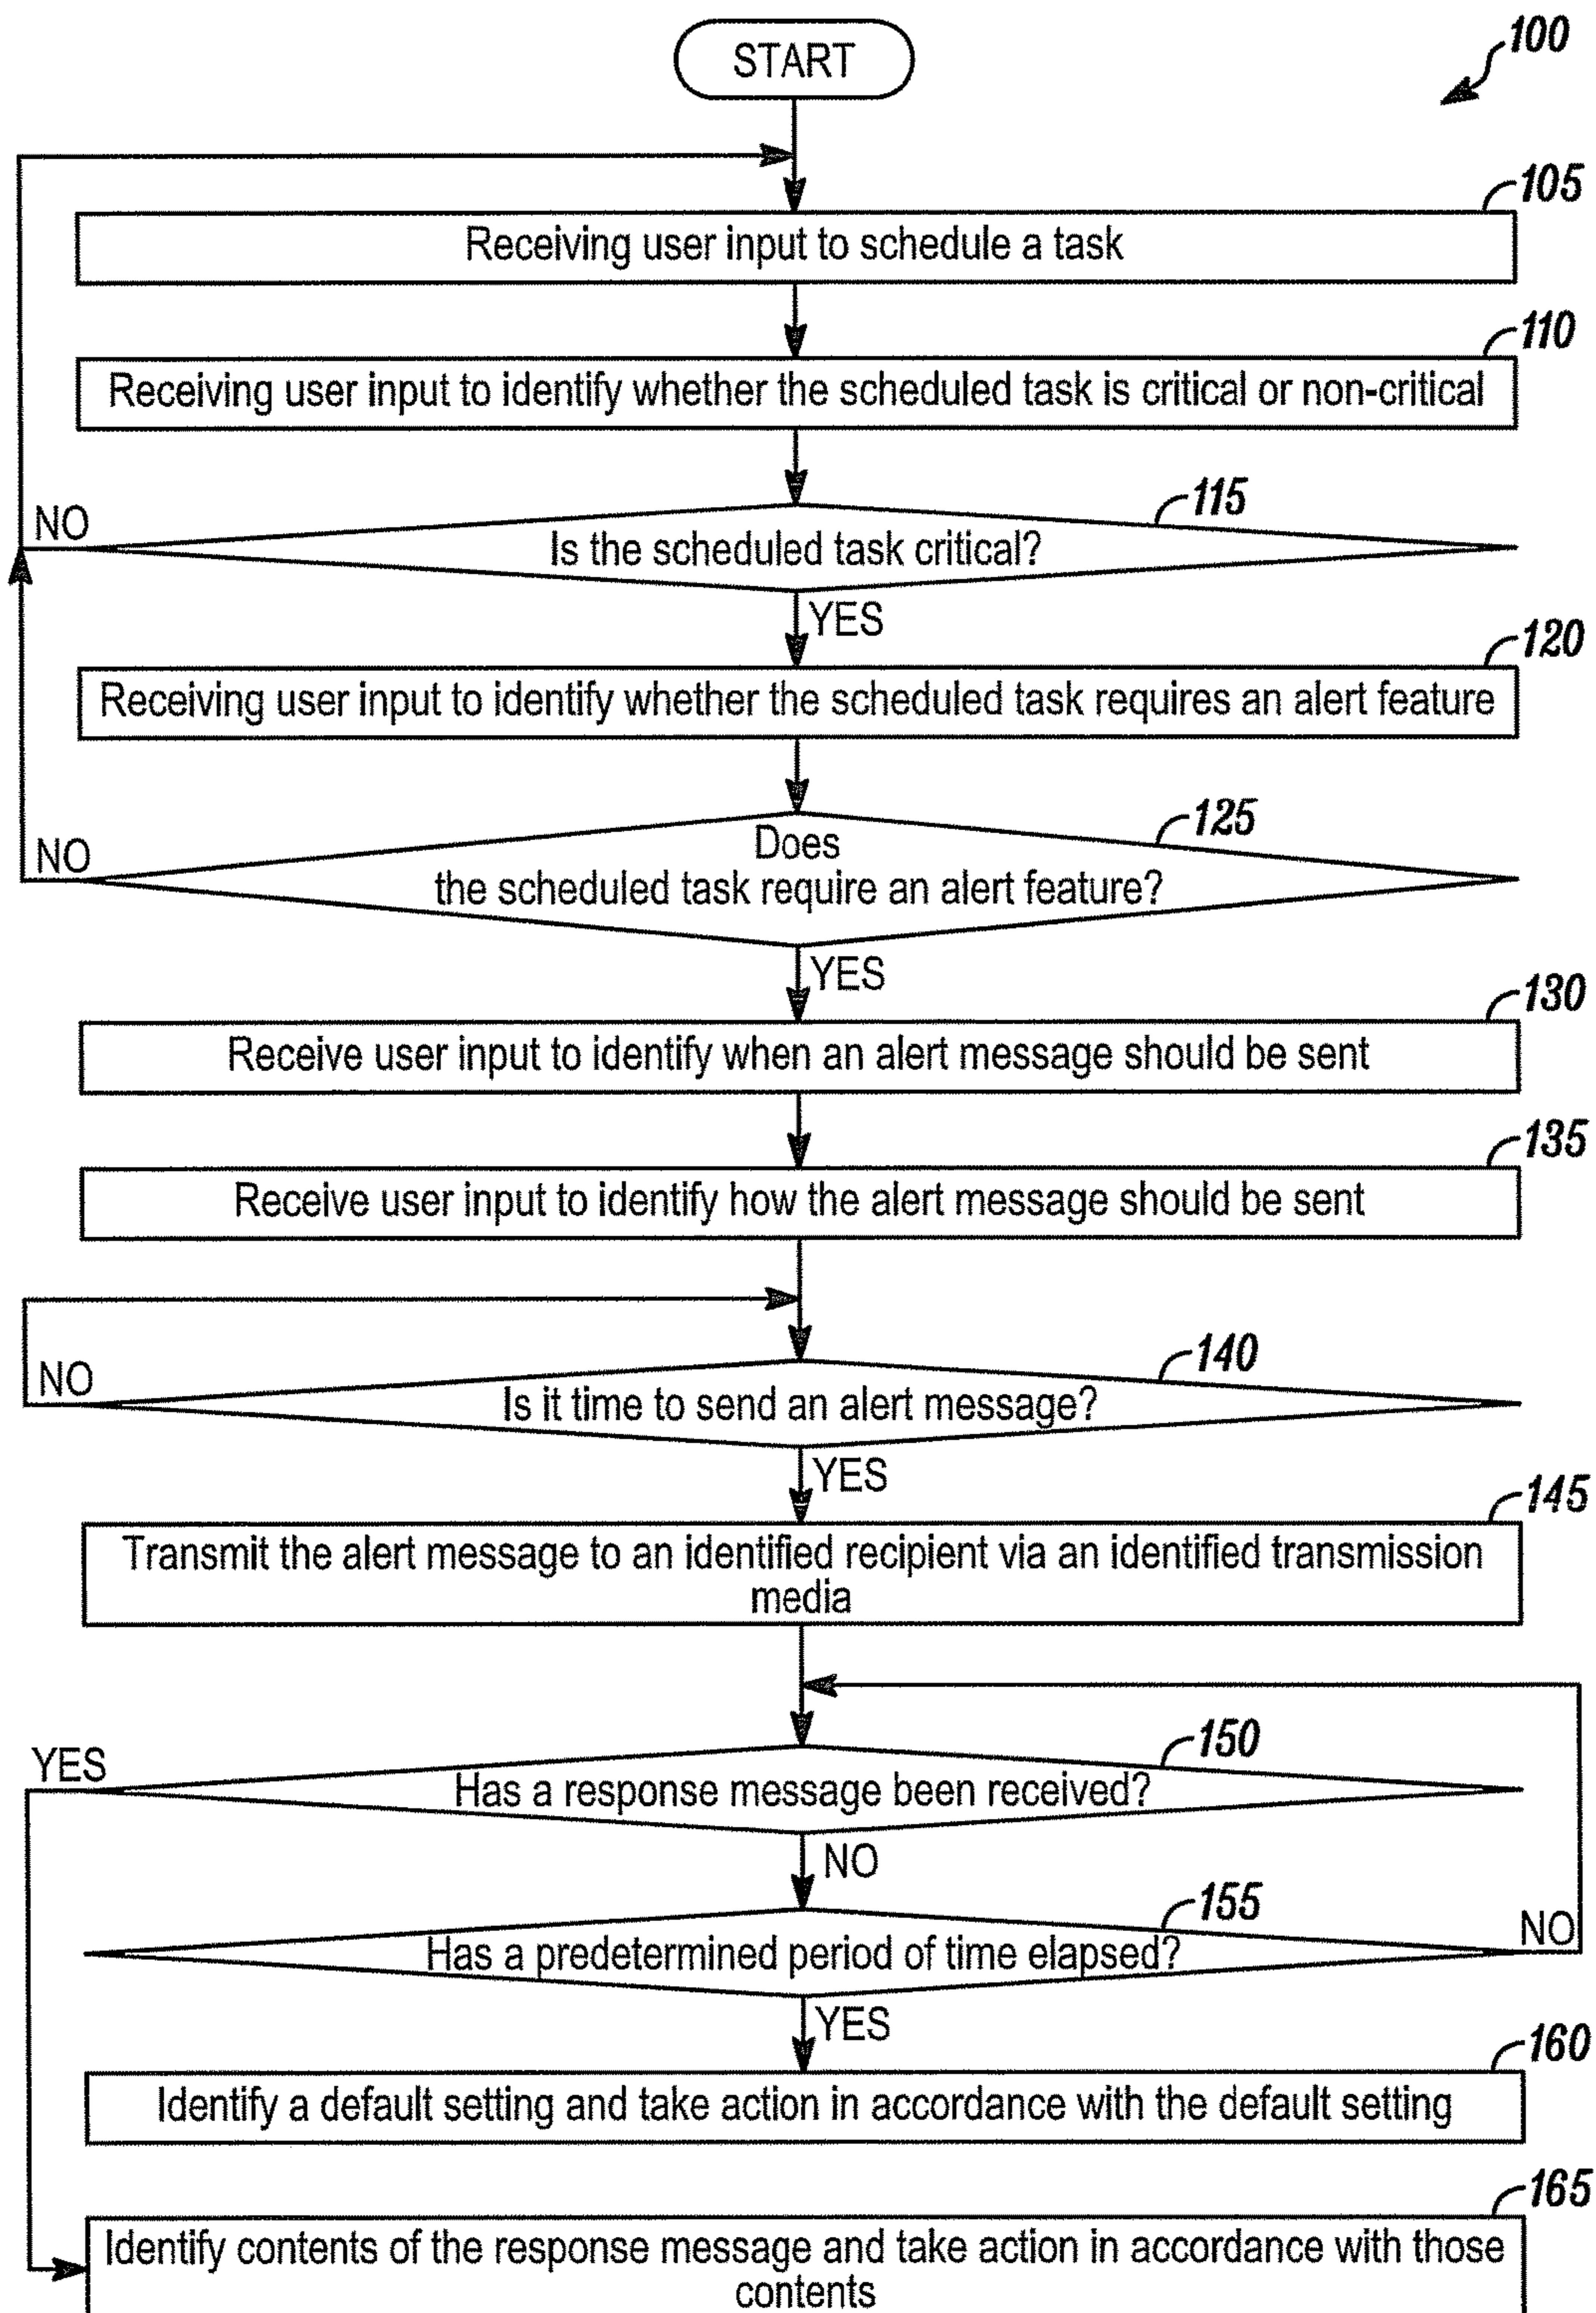 START
100
105
Receiving user input to schedule a task
110
Receiving user input to identify whether the scheduled task is critical or non-critical
115
NO
Is the scheduled task critical?
YES
120
Receiving user input to identify whether the scheduled task requires an alert feature
125
Does
NO
the scheduled task require an alert feature?
YES
130
Receive user input to identify when an alert message should be sent
135
Receive user input to identify how the alert message should be sent
140
NO
Is it time to send an alert message?
YES
145
Transmit the alert message to an identified recipient via an identified transmission
media
150
YES
Has a response message been received?
NO
155
NO
Has a predetermined period of time elapsed?
YES
160
Identify a default setting and take action in accordance with the default setting
165
Identify contents of the response message and take action in accordance with those
contents